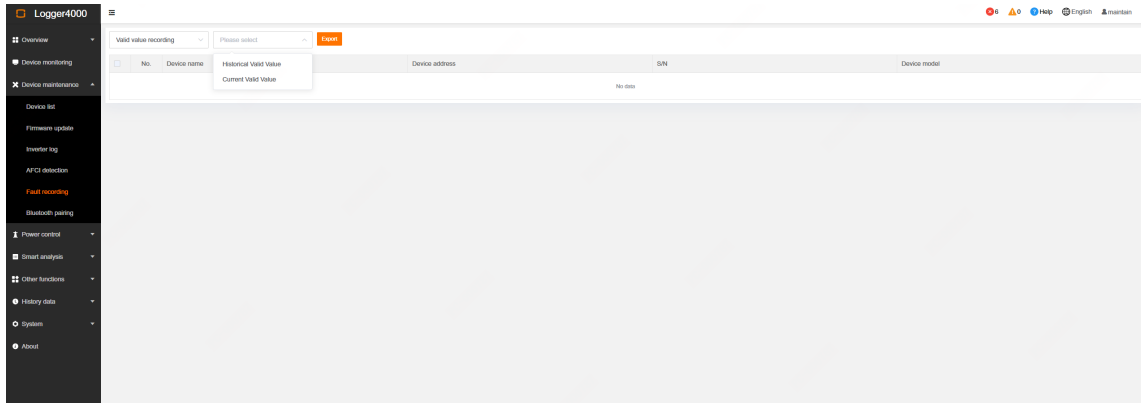 Logger4000
6 0 Help English maintain
Overview
Device monitoring
Device maintenance
Device list
Firmware update
Inverter log
AFCI detection
Fault recording
Bluetooth pairing
Power control
Smart analysis
Other functions
History data
System
About
Valid value recording Please select Export
Historical Valid Value
Current Valid Value
No. Device name Device address S/N Device model
No data